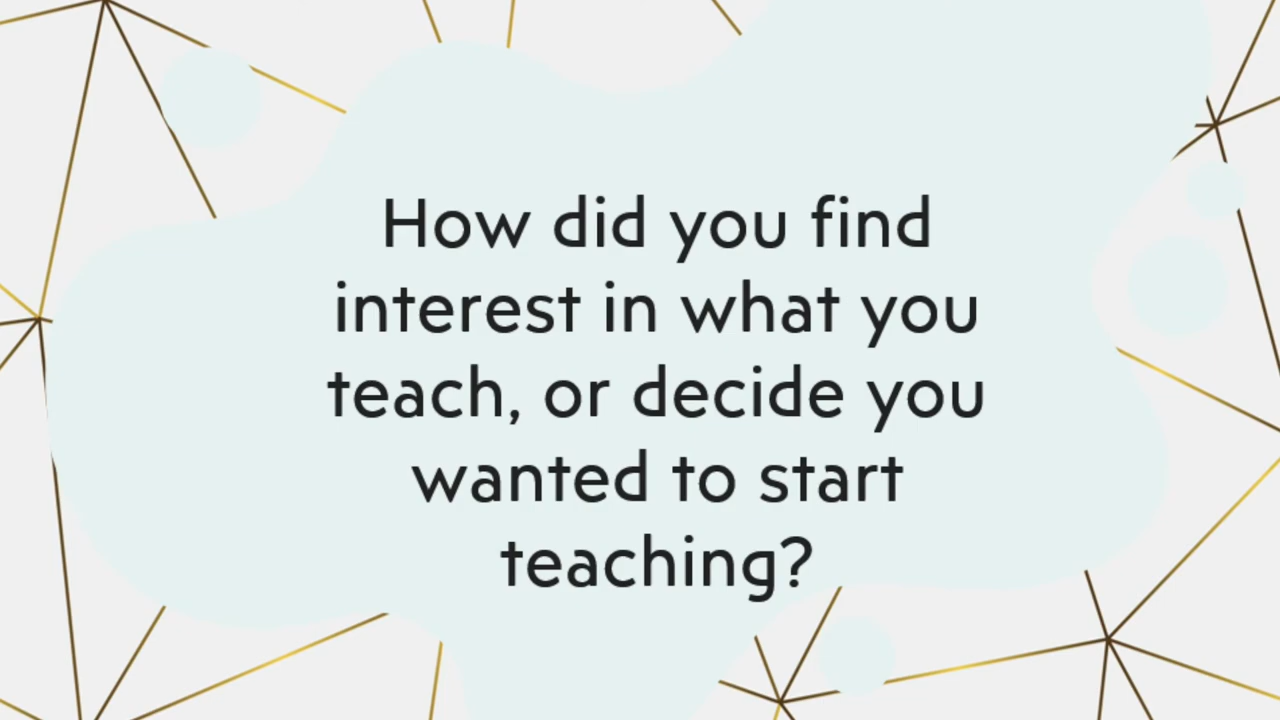 How did you find
interest in what you
teach, or decide you
wanted to start
teaching?